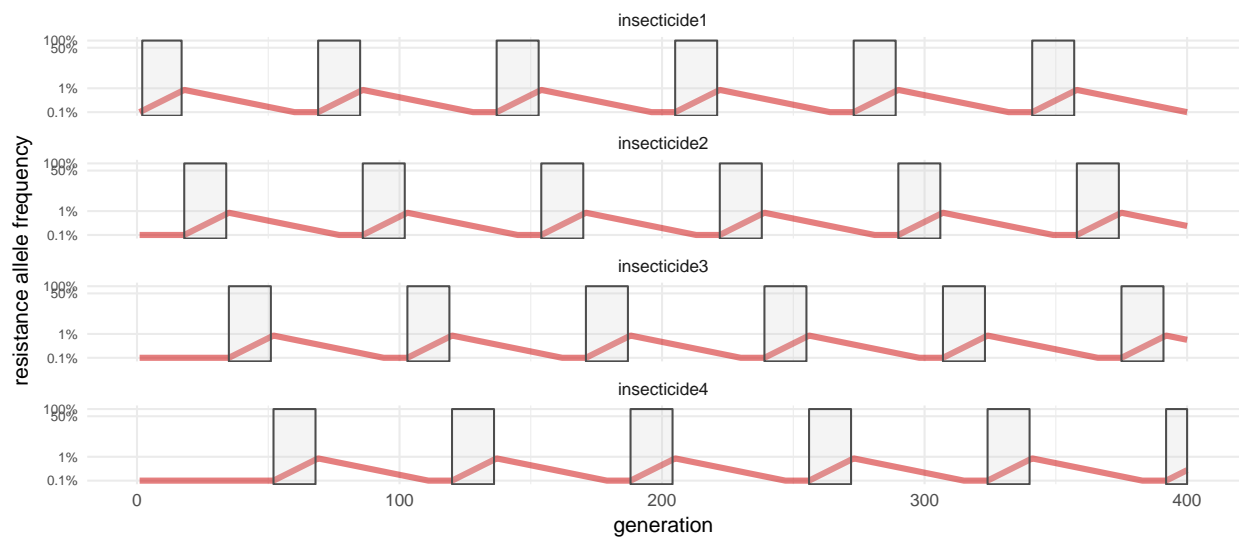 insecticide1
100%
50%
1%
0.1%
insecticide2
100%
50%
1%
0.1%
insecticide3
100%
50%
1%
0.1%
insecticide4
100%
50%
1%
0.1%
resistance allele frequency
0 100 200 300 400
generation